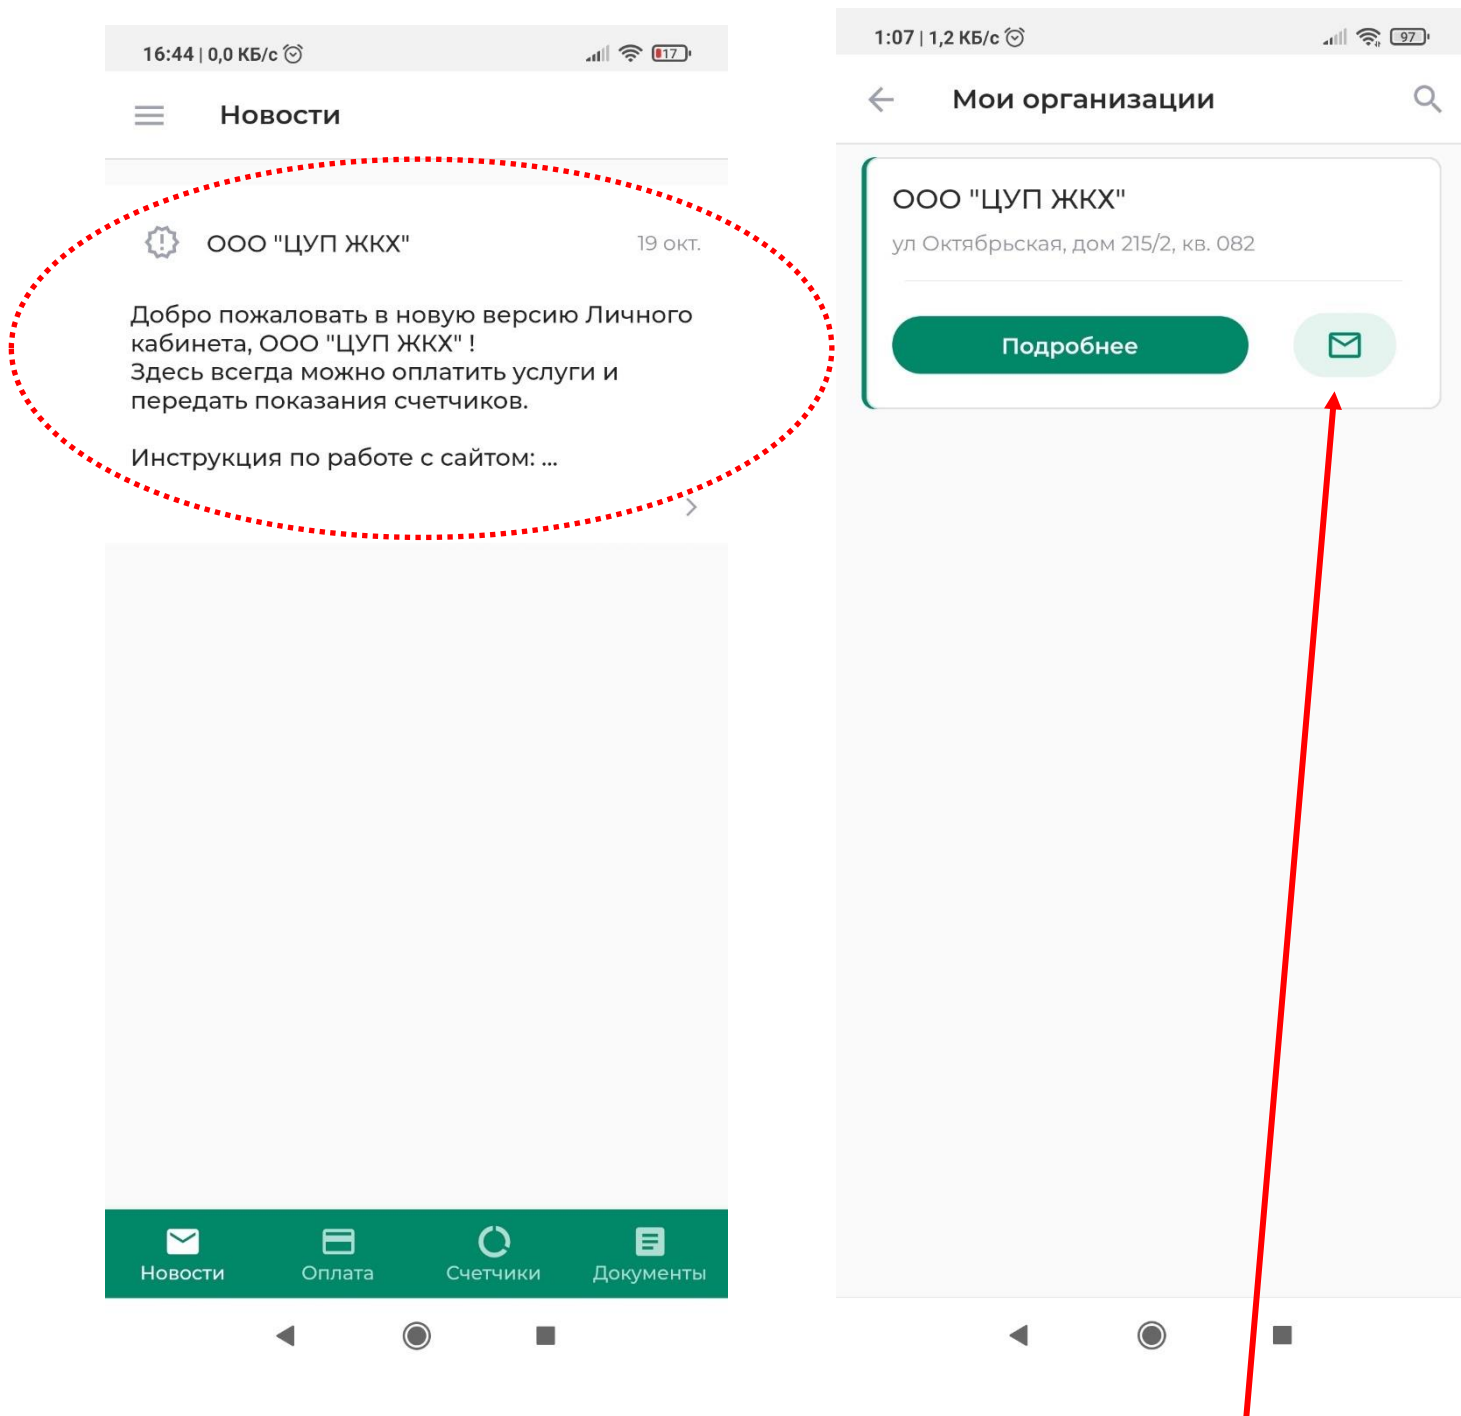 16:44 | 0,0 КБ/с
17
Новости
ООО "ЦУП ЖКХ"
19 окт.
Добро пожаловать в новую версию Личного
кабинета, ООО "ЦУП ЖКХ" !
Здесь всегда можно оплатить услуги и
передать показания счетчиков.
Инструкция по работе с сайтом: ...
Новости
Оплата
Счетчики
Документы
1:07 | 1,2 КБ/с
97
Мои организации
ООО "ЦУП ЖКХ"
ул Октябрьская, дом 215/2, кв. 082
Подробнее